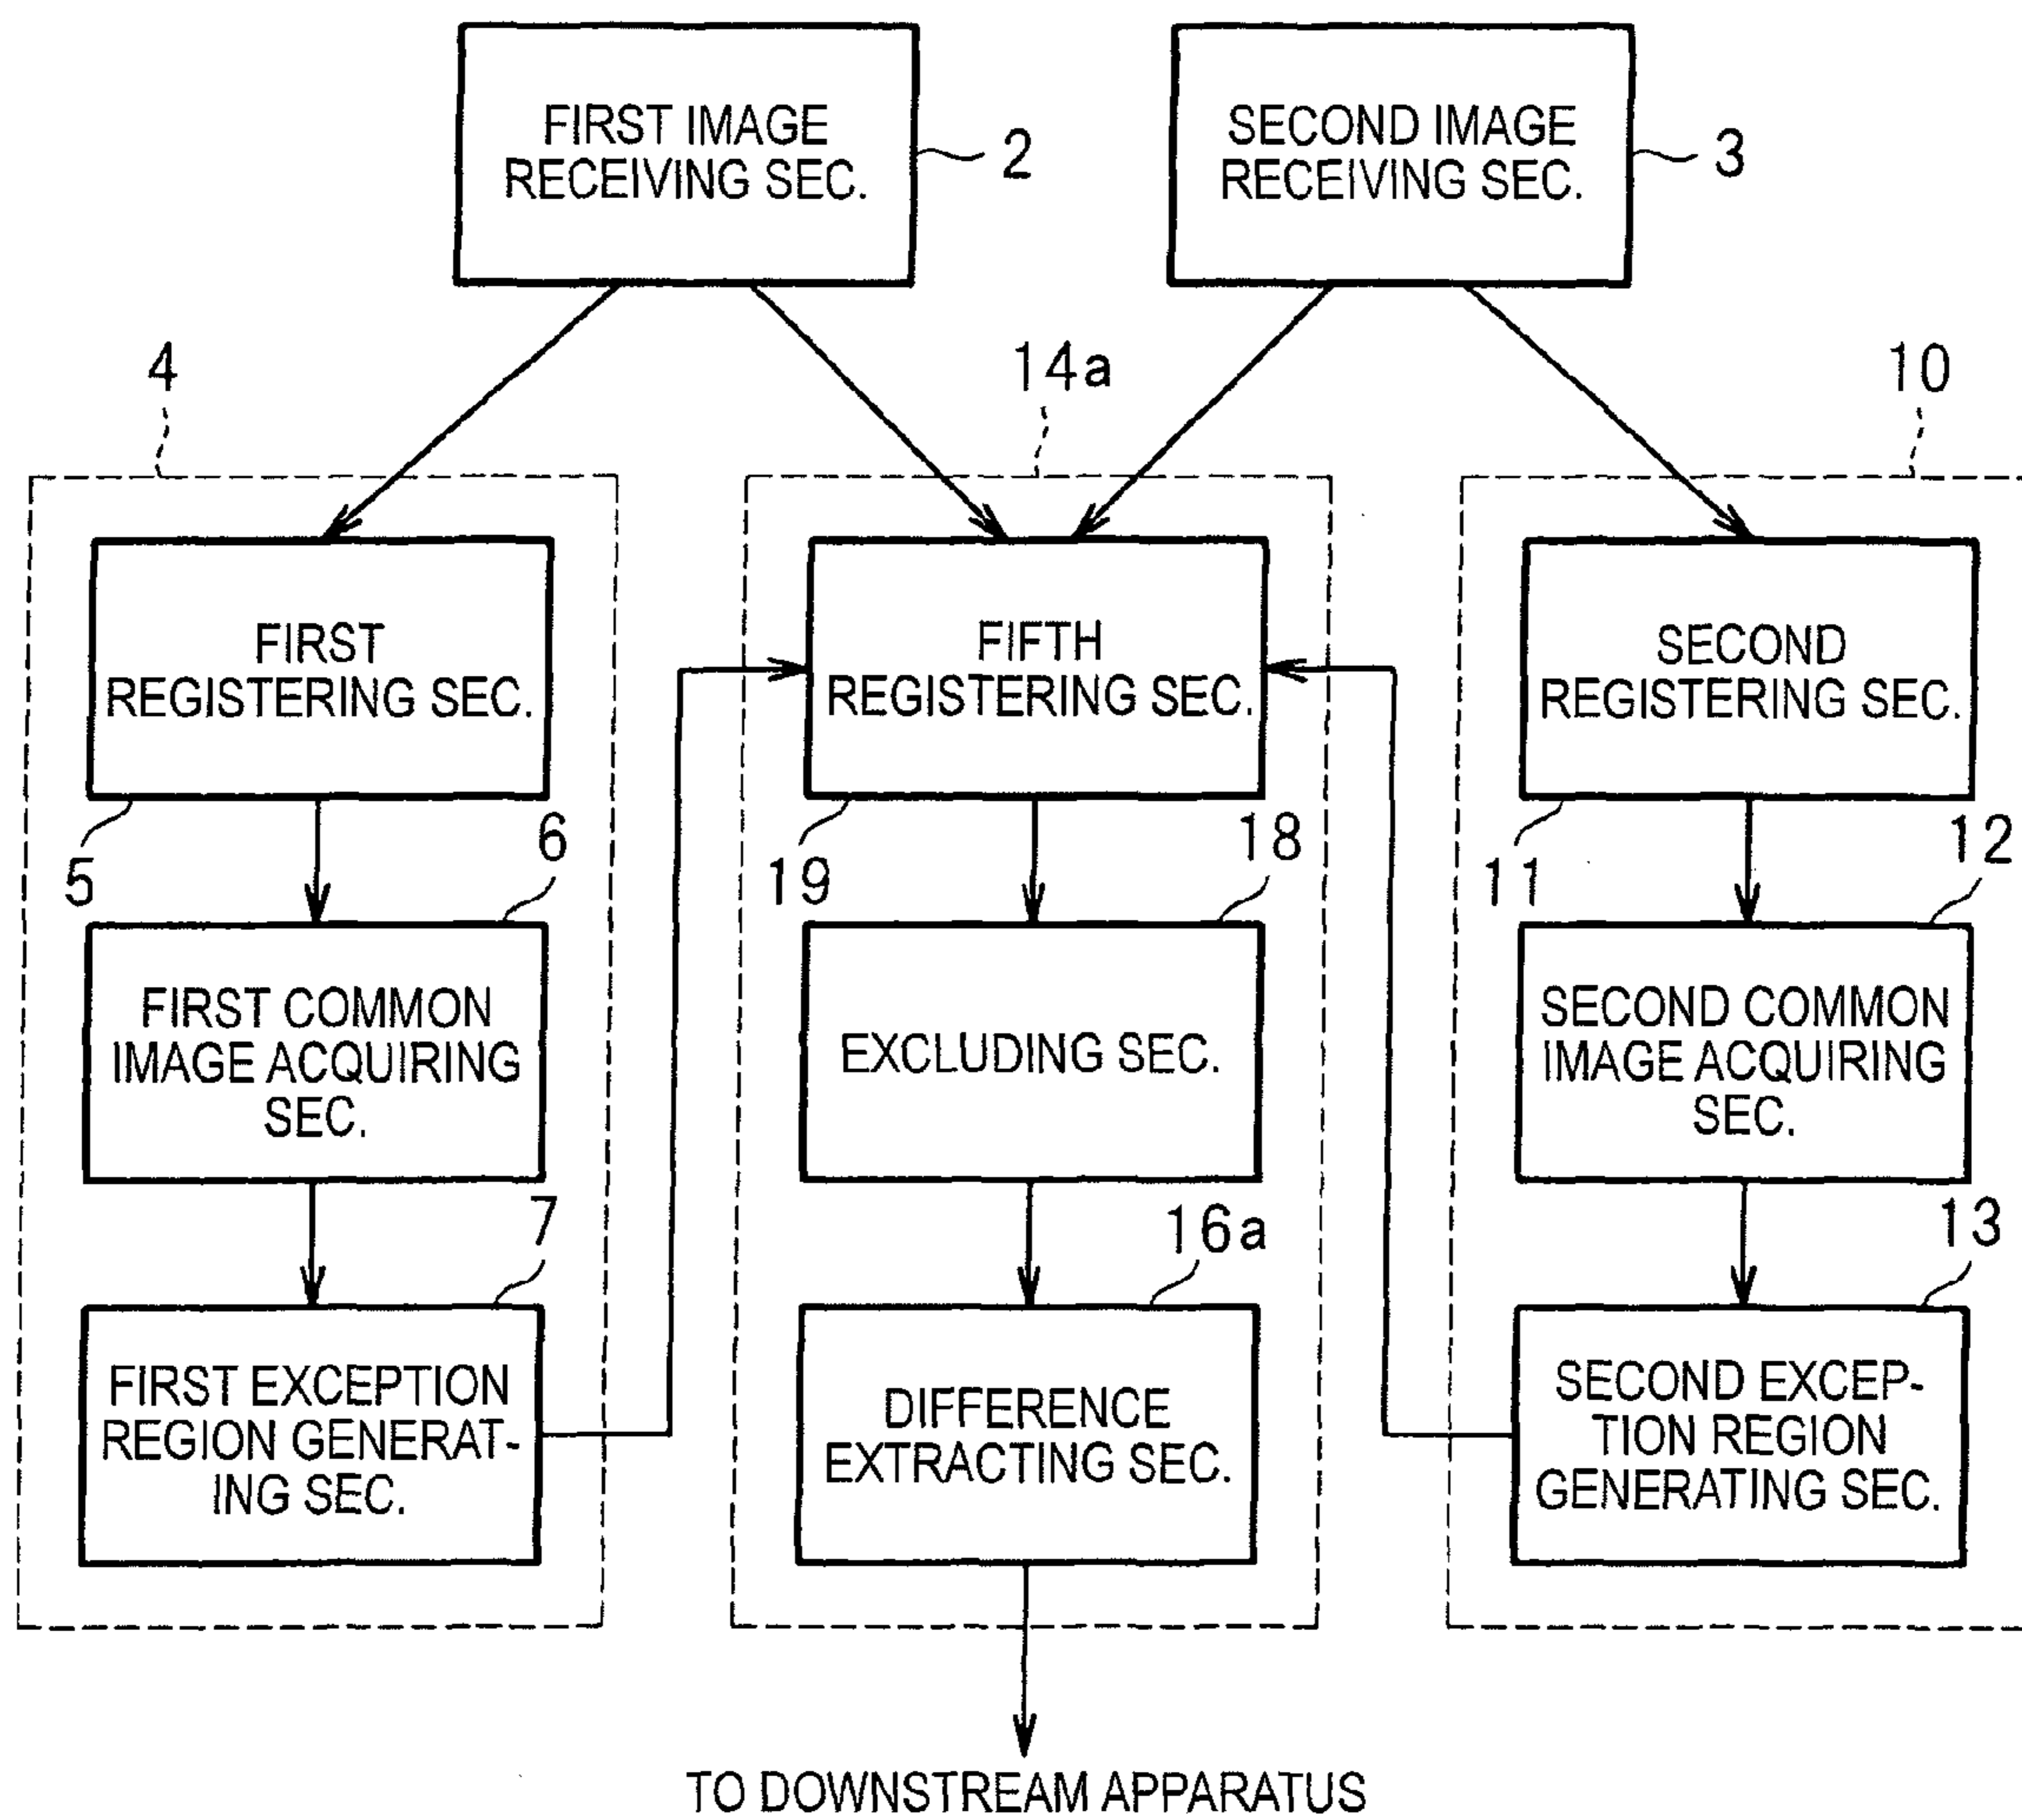 FIRST IMAGE
RECEIVING SEC.
2
SECOND IMAGE
RECEIVING SEC.
3
4
14a
10
FIRST
REGISTERING SEC.
5
FIFTH
REGISTERING SEC.
19
SECOND
REGISTERING SEC.
11
6
18
12
FIRST COMMON
IMAGE ACQUIRING
SEC.
EXCLUDING SEC.
SECOND COMMON
IMAGE ACQUIRING
SEC.
7
16a
13
FIRST EXCEPTION
REGION GENERAT-
ING SEC.
DIFFERENCE
EXTRACTING SEC.
SECOND EXCEP-
TION REGION
GENERATING SEC.
TO DOWNSTREAM APPARATUS